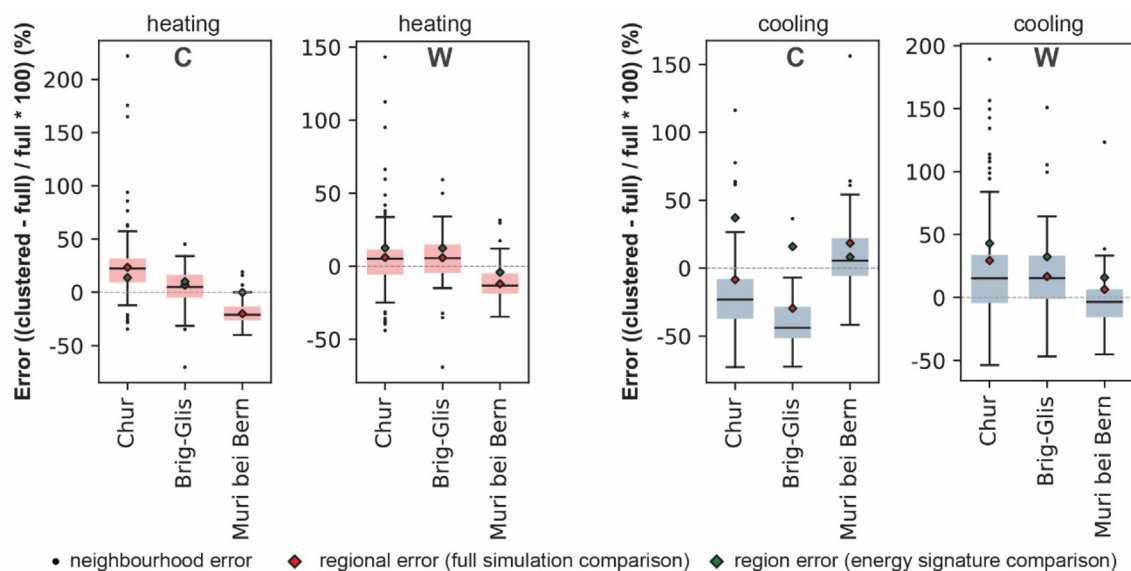 heating
heating
cooling
cooling
Error ((clustered - full) / full * 100) (%)
C
200
150
100
50
0
-50
Chur
Brig-Glis
Muri bei Bern
W
150
100
50
0
-50
Chur
Brig-Glis
Muri bei Bern
Error ((clustered - full) / full * 100) (%)
C
150
100
50
0
-50
Chur
Brig-Glis
Muri bei Bern
W
200
150
100
50
0
-50
Chur
Brig-Glis
Muri bei Bern
neighbourhood error
regional error (full simulation comparison)
region error (energy signature comparison)